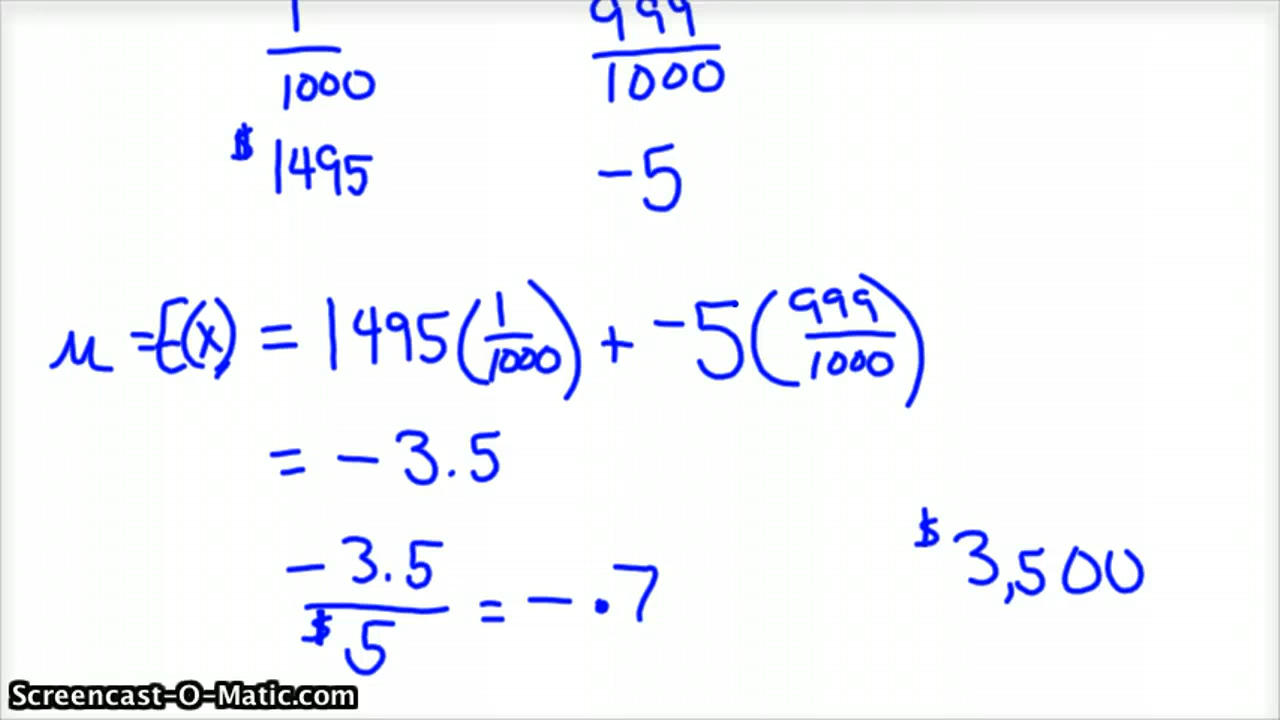 1/1000 999/1000
$1495 -5
μ = E(x) = 1495(1/1000) + -5(999/1000)
= -3.5
-3.5/$5 = -.7
$3,500
Screencast-O-Matic.com